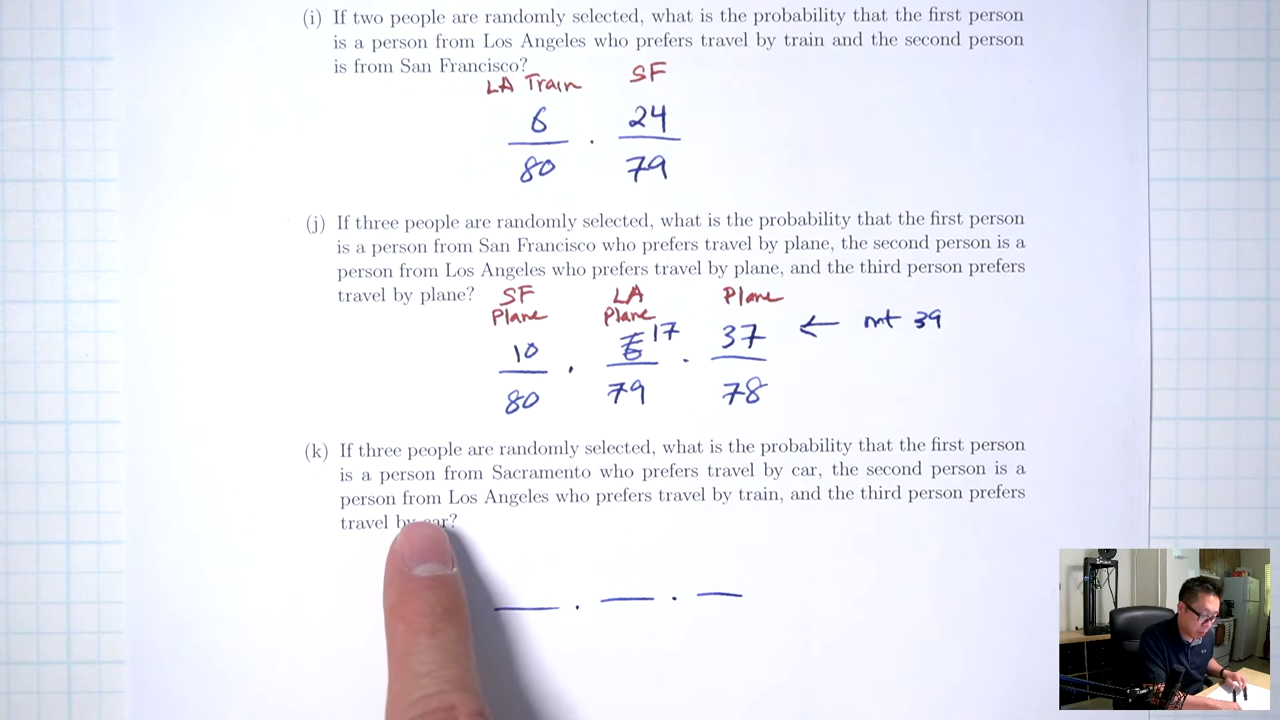 (i) If two people are randomly selected, what is the probability that the first person
is a person from Los Angeles who prefers travel by train and the second person
is from San Francisco?
LA Train SF
6 24
80 · 79
(j) If three people are randomly selected, what is the probability that the first person
is a person from San Francisco who prefers travel by plane, the second person is a
person from Los Angeles who prefers travel by plane, and the third person prefers
travel by plane?
SF LA Plane
Plane Plane
10 17 37 ← not 39
80 · 79 · 78
(k) If three people are randomly selected, what is the probability that the first person
is a person from Sacramento who prefers travel by car, the second person is a
person from Los Angeles who prefers travel by train, and the third person prefers
travel by car?